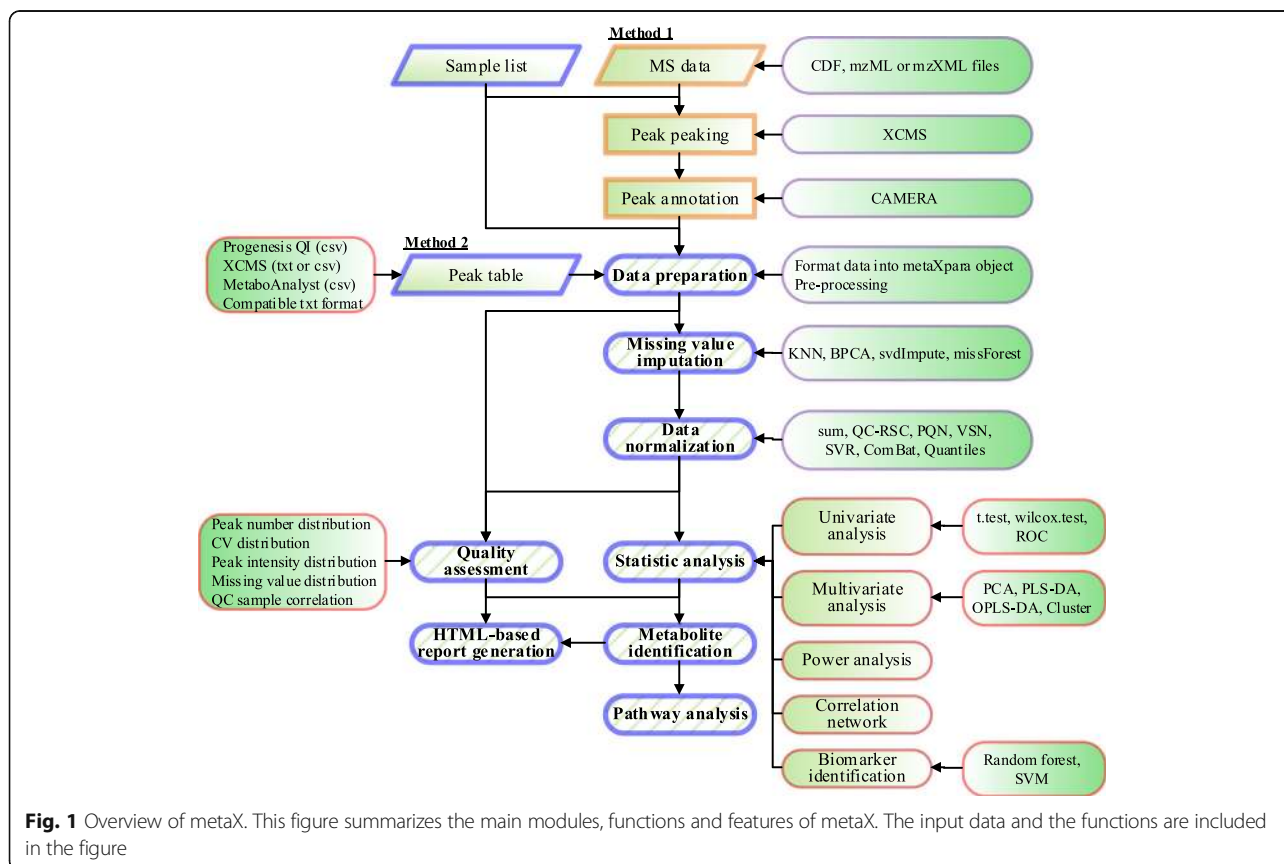 Method 1
Sample list
MS data
CDF, mzML or mzXML files
Peak peaking
XCMS
Peak annotation
CAMERA
Progenesis QI (csv)
XCMS (txt or csv)
MetaboAnalyst (csv)
Compatible txt format
Method 2
Peak table
Data preparation
Format data into metaXpara object
Pre-processing
Missing value
imputation
KNN, BPCA, svdImpute, missForest
Data
normalization
sum, QC-RSC, PQN, VSN,
SVR, ComBat, Quantiles
Peak number distribution
CV distribution
Peak intensity distribution
Missing value distribution
QC sample correlation
Quality
assessment
Statistic analysis
Univariate
analysis
t.test, wilcox.test,
ROC
Multivariate
analysis
PCA, PLS-DA,
OPLS-DA, Cluster
HTML-based
report generation
Metabolite
identification
Power analysis
Pathway analysis
Correlation
network
Biomarker
identification
Random forest,
SVM
Fig. 1 Overview of metaX. This figure summarizes the main modules, functions and features of metaX. The input data and the functions are included
in the figure